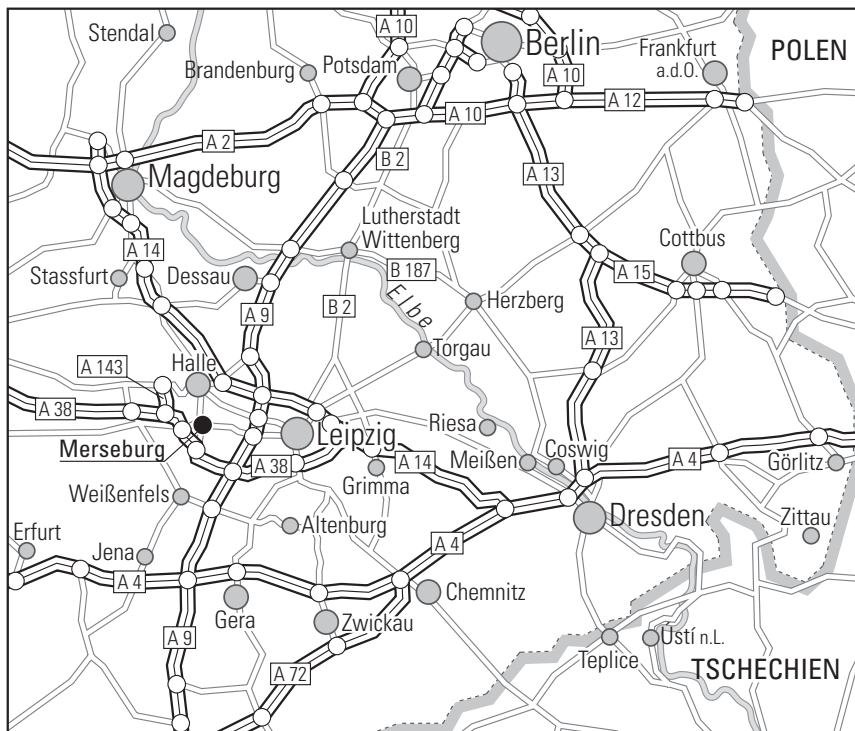 A 10
Stendal
Berlin
Brandenburg
Potsdam
A 10
Frankfurt
a.d.O.
POLEN
A 2
B 2
A 10
A 12
Magdeburg
A 13
A 14
Lutherstadt
Wittenberg
Cottbus
Stassfurt
Dessau
B 187
A 15
A 9
B 2
Elbe
Herzberg
A 13
Torgau
A 143
Halle
A 38
Riesa
Merseburg
Leipzig
A 38
A 14
Meißen
Coswig
A 4
Görlitz
Grimma
Weißenfels
Altenburg
Dresden
Zittau
Erfurt
Jena
A 4
A 4
Chemnitz
Gera
Zwickau
A 9
A 72
Teplice
Ustí n.L.
TSCHECHIEN